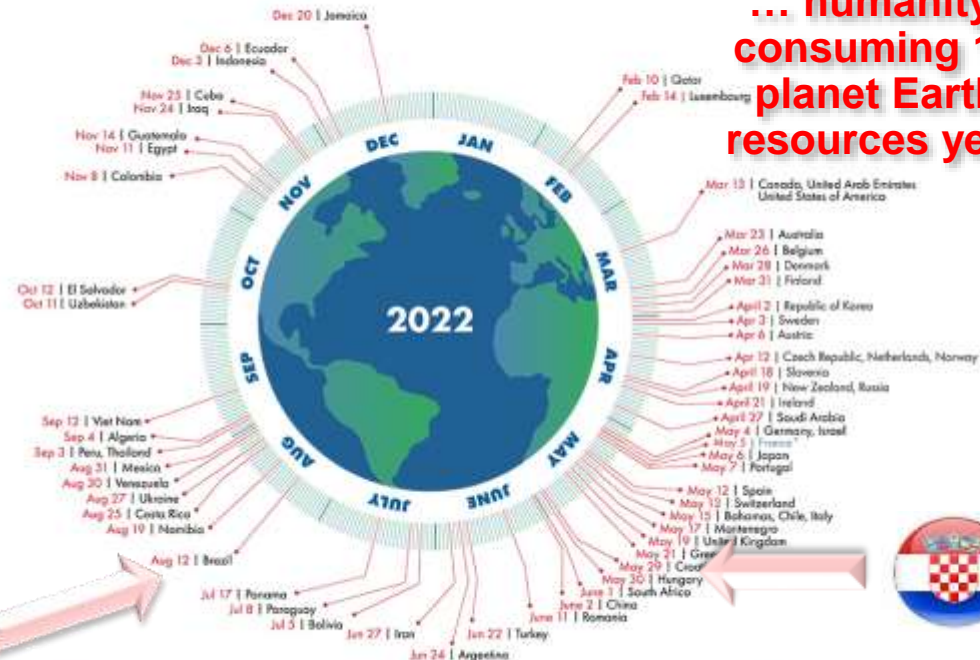 … humanity
consuming
planet Earth
resources
Dec 20 | Jamaica
Dec 6 | Ecuador
Dec 3 | Indonesia
Nov 25 | Cuba
Nov 24 | Iraq
Nov 14 | Guatemala
Nov 11 | Egypt
Nov 8 | Colombia
Oct 12 | El Salvador
Oct 11 | Uzbekistan
Sep 12 | Viet Nam
Sep 4 | Algeria
Sep 3 | Peru, Thailand
Aug 31 | Mexico
Aug 30 | Venezuela
Aug 27 | Ukraine
Aug 25 | Costa Rica
Aug 19 | Namibia
Aug 12 | Brazil
Jul 17 | Panama
Jul 8 | Paraguay
Jul 5 | Bolivia
Jun 27 | Iran
Jun 24 | Argentina
Jun 22 | Turkey
Feb 10 | Qatar
Feb 14 | Luxembourg
Mar 13 | Canada, United Arab Emirates
United States of America
Mar 23 | Australia
Mar 26 | Belgium
Mar 28 | Denmark
Mar 31 | Finland
April 2 | Republic of Korea
Apr 3 | Sweden
Apr 6 | Austria
Apr 12 | Czech Republic, Netherlands, Norway
April 18 | Slovenia
April 19 | New Zealand, Russia
April 21 | Ireland
April 27 | Saudi Arabia
May 4 | Germany, Israel
May 5 | France*
May 6 | Japan
May 7 | Portugal
May 12 | Spain
May 13 | Switzerland
May 15 | Bahamas, Chile, Italy
May 17 | Montenegro
May 19 | United Kingdom
May 21 | Gree
May 29 | Croa
May 30 | Hungary
June 1 | South Africa
June 2 | China
June 11 | Romania
JAN
FEB
MAR
APR
MAY
JUNE
JULY
AUG
SEP
OCT
NOV
DEC
2022